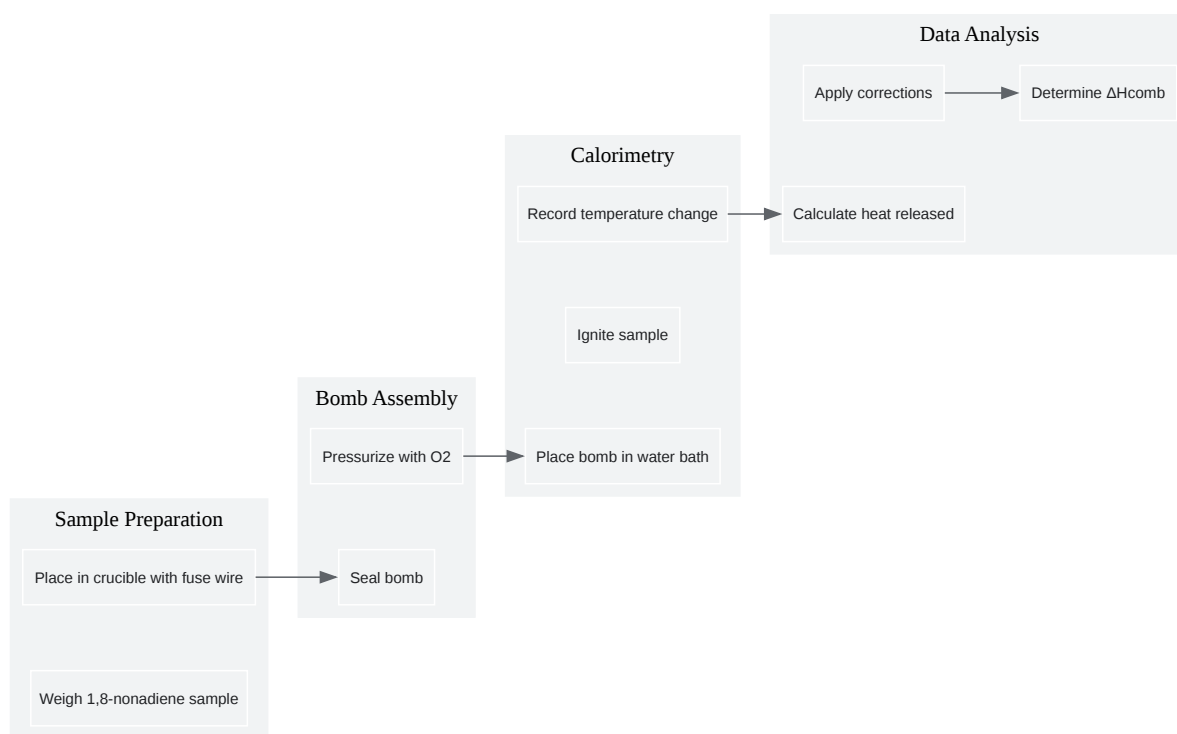 Data Analysis
Apply corrections
Determine ΔHcomb
Calorimetry
Record temperature change
Calculate heat released
Ignite sample
Bomb Assembly
Pressurize with O2
Place bomb in water bath
Sample Preparation
Place in crucible with fuse wire
Seal bomb
Weigh 1,8-nonadiene sample